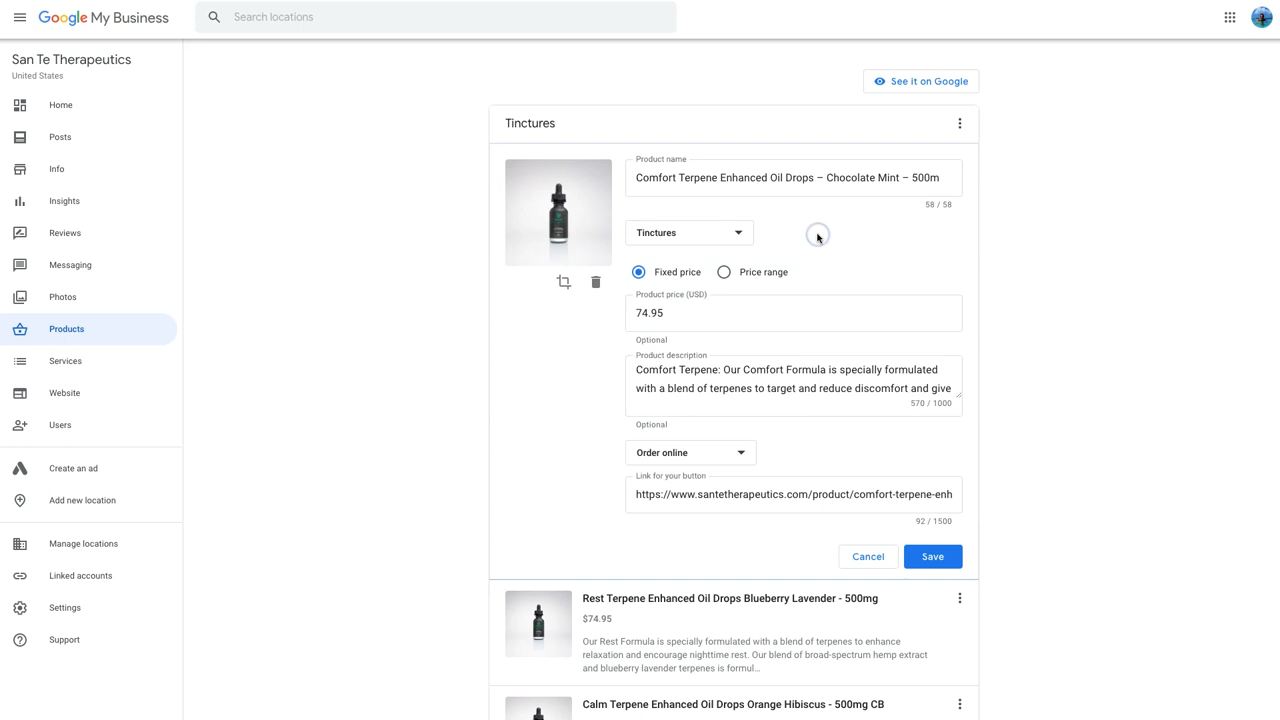 Google My Business
Search locations
San Te Therapeutics
United States
Home
Posts
Info
Insights
Reviews
Messaging
Photos
Products
Services
Website
Users
Create an ad
Add new location
Manage locations
Linked accounts
Settings
Support
See it on Google
Tinctures
Product name
Comfort Terpene Enhanced Oil Drops – Chocolate Mint – 500m
58 / 58
Tinctures
Fixed price
Price range
Product price (USD)
74.95
Optional
Product description
Comfort Terpene: Our Comfort Formula is specially formulated
with a blend of terpenes to target and reduce discomfort and give
570 / 1000
Optional
Order online
Link for your button
https://www.santetherapeutics.com/product/comfort-terpene-enh
92 / 1500
Cancel
Save
Rest Terpene Enhanced Oil Drops Blueberry Lavender - 500mg
$74.95
Our Rest Formula is specially formulated with a blend of terpenes to enhance
relaxation and encourage nighttime rest. Our blend of broad-spectrum hemp extract
and blueberry lavender terpenes is formul...
Calm Terpene Enhanced Oil Drops Orange Hibiscus - 500mg CB